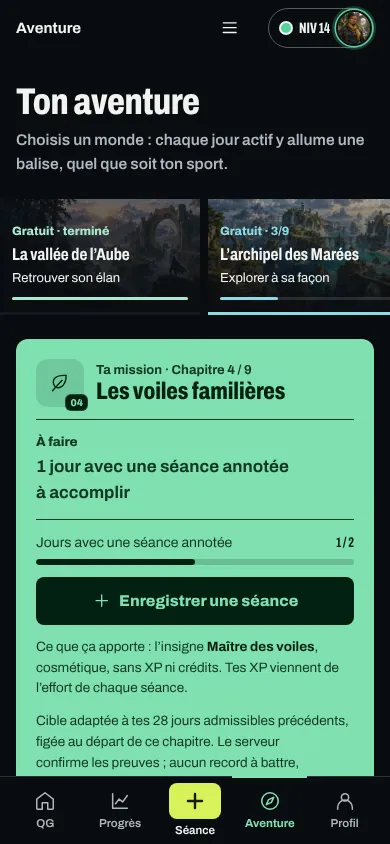 Aventure
NIV 14
Ton aventure
Choisis un monde : chaque jour actif y allume une
balise, quel que soit ton sport.
Gratuit · terminé
La vallée de l'Aube
Retrouver son élan
Gratuit · 3/9
L'archipel des Marées
Explorer à sa façon
04
Ta mission · Chapitre 4 / 9
Les voiles familières
À faire
1 jour avec une séance annotée
à accomplir
Jours avec une séance annotée
1/2
Enregistrer une séance
Ce que ça apporte : l'insigne Maître des voiles,
cosmétique, sans XP ni crédits. Tes XP viennent de
l'effort de chaque séance.
Cible adaptée à tes 28 jours admissibles précédents,
figée au départ de ce chapitre. Le serveur
confirme les preuves ; aucun record à battre,
QG
Progrès
Séance
Aventure
Profil